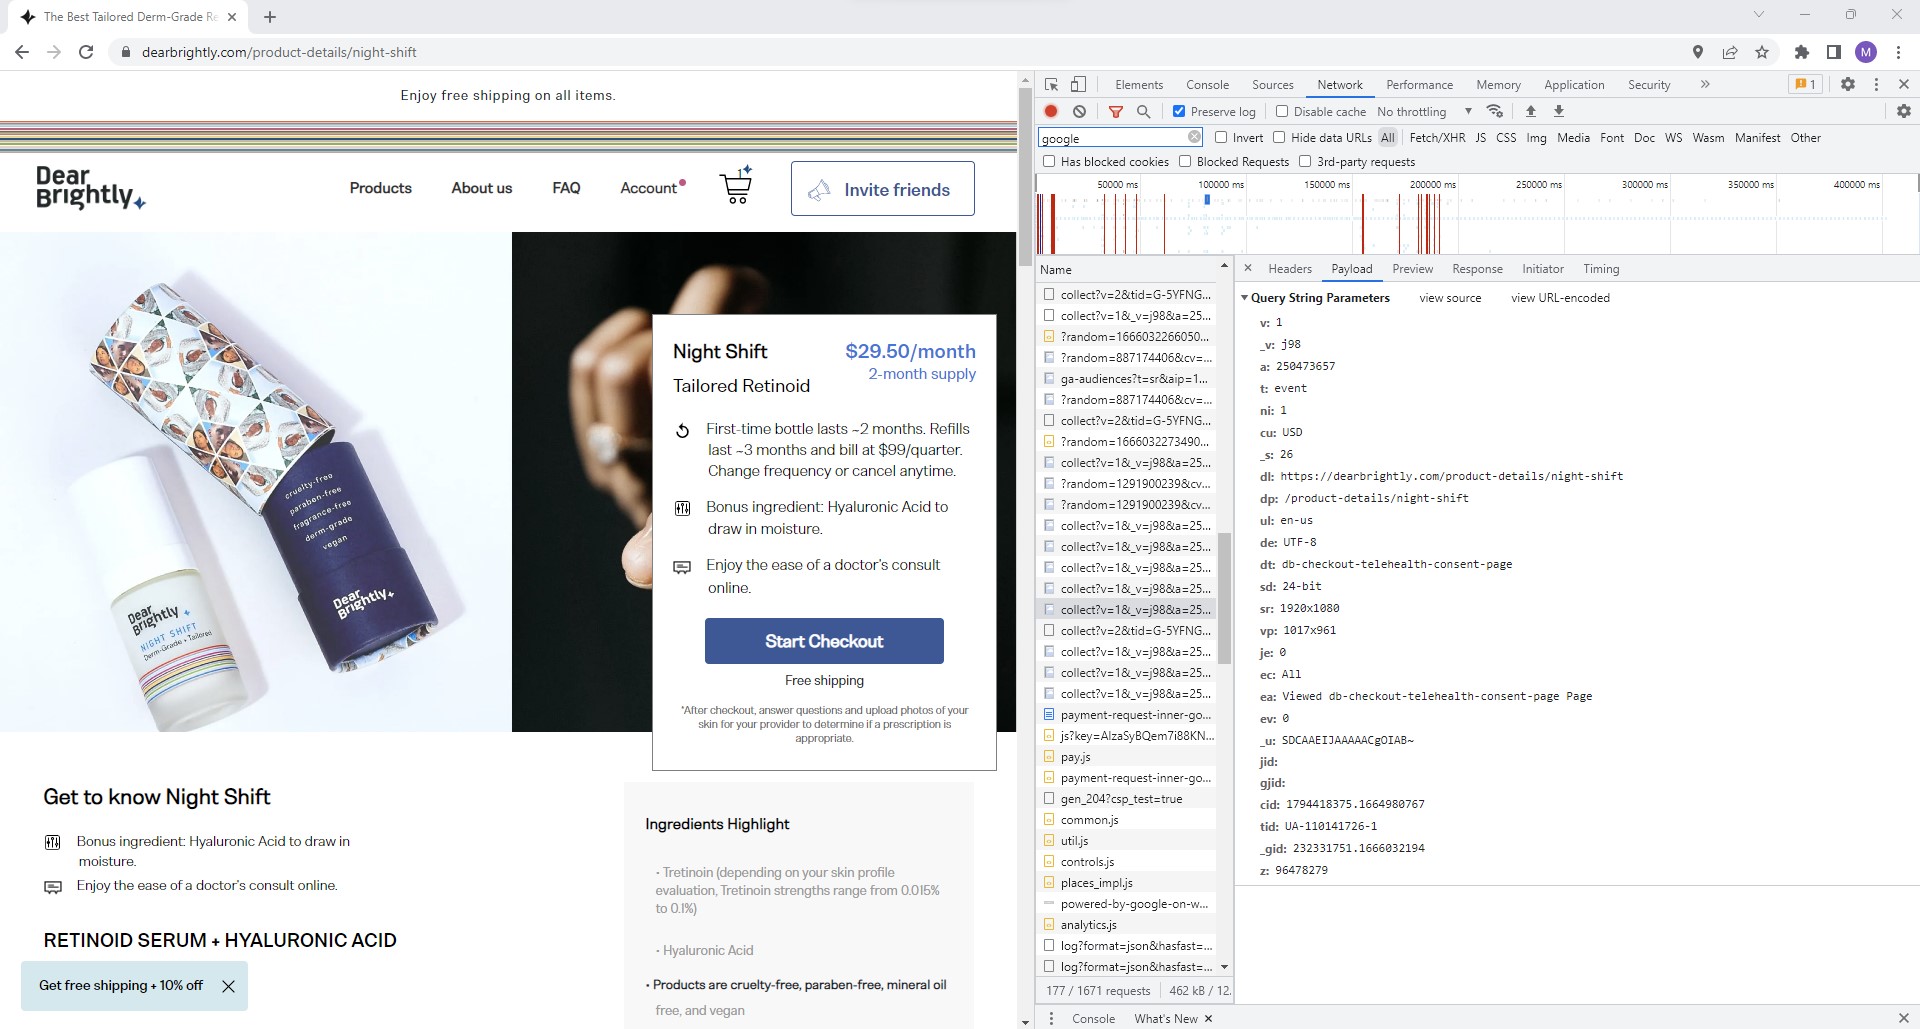 The Best Tailored Derm-Grade Re
dearbrightly.com/product-details/night-shift
M
Enjoy free shipping on all items.
Dear
Brightly
Products
About us
FAQ
Account
1
Invite friends
cruelty-free
paraben-free
fragrance-free
derm-grade
vegan
Dear
Brightly
Dear
Brightly
NIGHT SHIFT
Derm-Grade + Tailored
Night Shift
$29.50/month
2-month supply
Tailored Retinoid
First-time bottle lasts ~2 months. Refills
last ~3 months and bill at $99/quarter.
Change frequency or cancel anytime.
Bonus ingredient: Hyaluronic Acid to
draw in moisture.
Enjoy the ease of a doctor's consult
online.
Start Checkout
Free shipping
*After checkout, answer questions and upload photos of your
skin for your provider to determine if a prescription is
appropriate.
Get to know Night Shift
Bonus ingredient: Hyaluronic Acid to draw in
moisture.
Enjoy the ease of a doctor's consult online.
RETINOID SERUM + HYALURONIC ACID
Get free shipping + 10% off
Ingredients Highlight
• Tretinoin (depending on your skin profile
evaluation, Tretinoin strengths range from 0.015%
to 0.1%)
• Hyaluronic Acid
• Products are cruelty-free, paraben-free, mineral oil
free, and vegan
Elements Console Sources Network Performance Memory Application Security » 1
Preserve log Disable cache No throttling
google
Invert Hide data URLs All Fetch/XHR JS CSS Img Media Font Doc WS Wasm Manifest Other
Has blocked cookies Blocked Requests 3rd-party requests
50000 ms 100000 ms 150000 ms 200000 ms 250000 ms 300000 ms 350000 ms 400000 ms
Name
collect?v=2&tid=G-5YFNG...
collect?v=1&_v=j98&a=25...
?random=1666032266050...
?random=887174406&cv=...
ga-audiences?t=sr&aip=1...
?random=887174406&cv=...
collect?v=2&tid=G-5YFNG...
?random=1666032273490...
collect?v=1&_v=j98&a=25...
?random=1291900239&cv...
?random=1291900239&cv...
collect?v=1&_v=j98&a=25...
collect?v=1&_v=j98&a=25...
collect?v=1&_v=j98&a=25...
collect?v=1&_v=j98&a=25...
collect?v=1&_v=j98&a=25...
collect?v=2&tid=G-5YFNG...
collect?v=1&_v=j98&a=25...
collect?v=1&_v=j98&a=25...
collect?v=1&_v=j98&a=25...
payment-request-inner-go...
js?key=AIzaSyBQem7i88KN...
pay.js
payment-request-inner-go...
gen_204?csp_test=true
common.js
util.js
controls.js
places_impl.js
powered-by-google-on-w...
analytics.js
log?format=json&hasfast=...
log?format=json&hasfast=...
177 / 1671 requests 462 kB / 12.
Headers Payload Preview Response Initiator Timing
Query String Parameters view source view URL-encoded
v: 1
_v: j98
a: 250473657
t: event
ni: 1
cu: USD
_s: 26
dl: https://dearbrightly.com/product-details/night-shift
dp: /product-details/night-shift
ul: en-us
de: UTF-8
dt: db-checkout-telehealth-consent-page
sd: 24-bit
sr: 1920x1080
vp: 1017x961
je: 0
ec: All
ea: Viewed db-checkout-telehealth-consent-page Page
ev: 0
_u: SDCAAEIJAAAAACgOIAB~
jid:
gjid:
cid: 1794418375.1664980767
tid: UA-110141726-1
_gid: 232331751.1666032194
z: 96478279
Console What's New